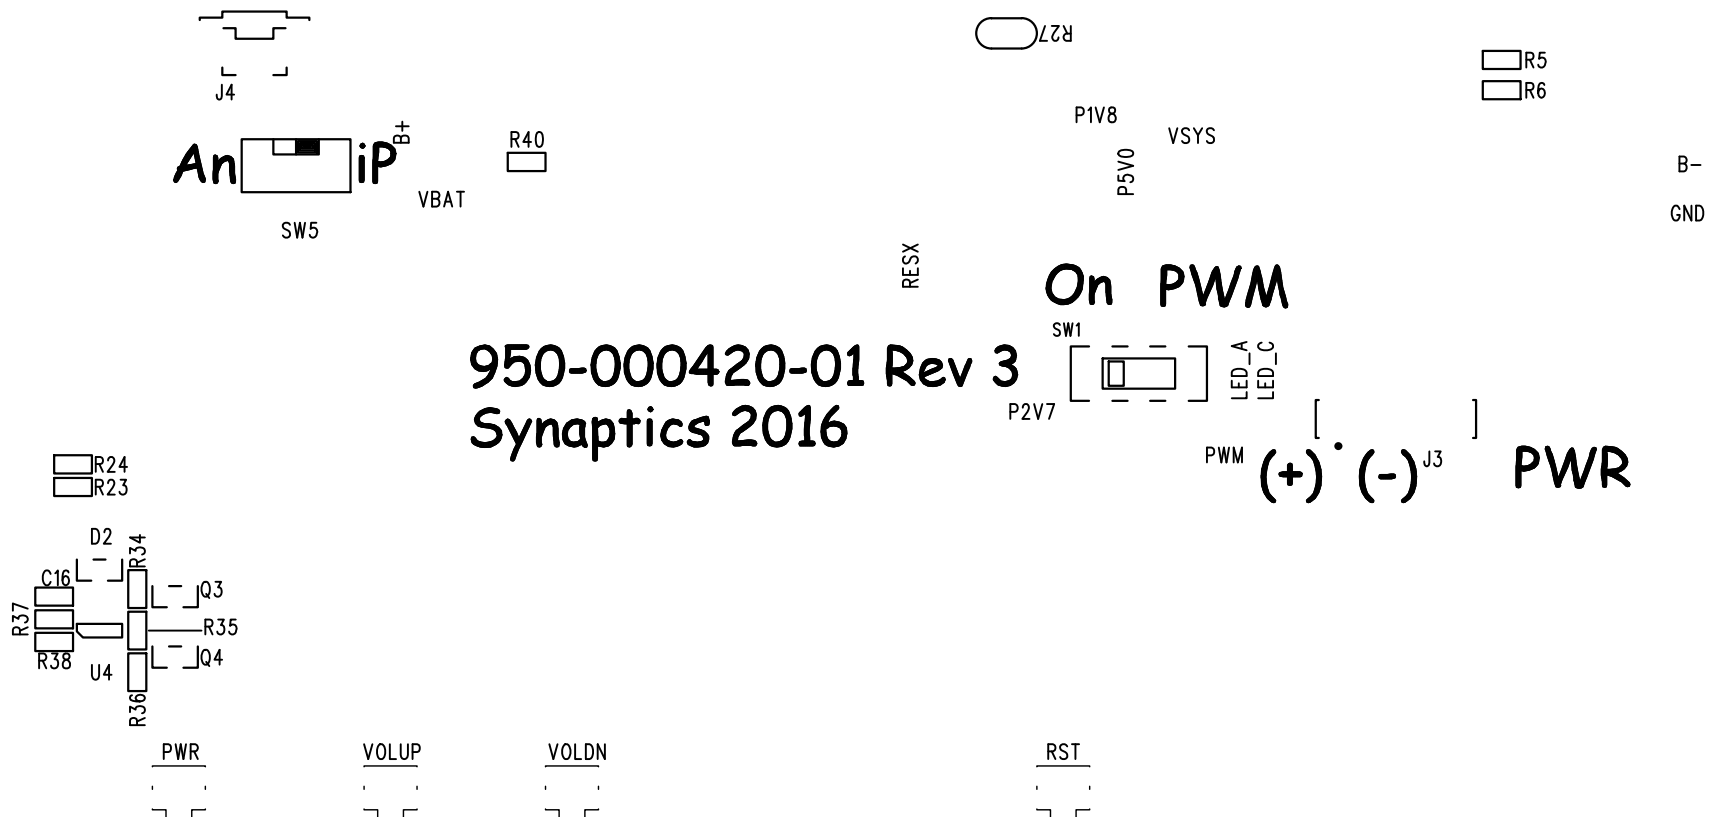 R27
R5
J4
R6
P1V8
B+
R40
VSYS
An
iP
P5V0
B-
VBAT
GND
SW5
RESX
On PWM
SW1
950-000420-01 Rev 3
LED_A
LED_C
P2V7
Synaptics 2016
PWM
(+) (-)
J3
PWR
R24
R23
D2
R34
C16
Q3
R37
R35
R38
U4
Q4
R36
PWR
VOLUP
VOLDN
RST